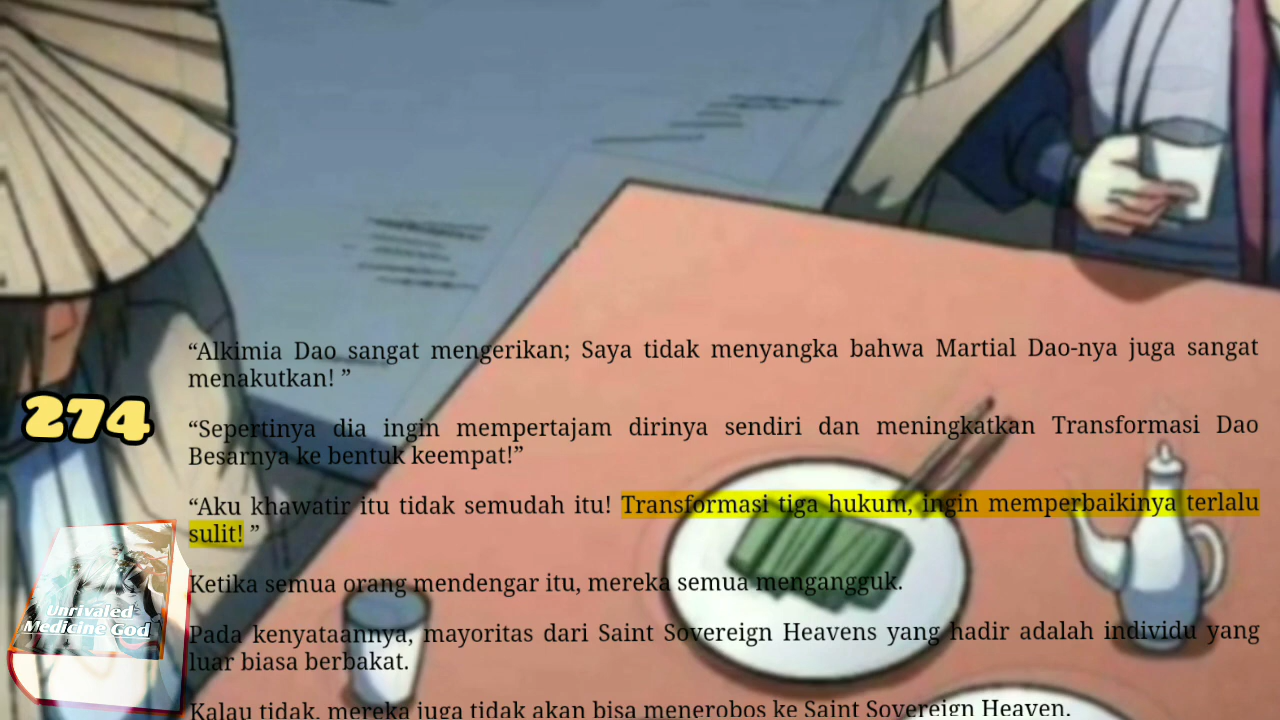 “Alkimia Dao sangat mengerikan; Saya tidak menyangka bahwa Martial Dao-nya juga sangat
menakutkan! ”
274
“Sepertinya dia ingin mempertajam dirinya sendiri dan meningkatkan Transformasi Dao
Besarnya ke bentuk keempat!”
“Aku khawatir itu tidak semudah itu! Transformasi tiga hukum, ingin memperbaikinya terlalu
sulit! ”
Ketika semua orang mendengar itu, mereka semua mengangguk.
Unrivaled
Medicine God
Pada kenyataannya, mayoritas dari Saint Sovereign Heavens yang hadir adalah individu yang
luar biasa berbakat.
Kalau tidak, mereka juga tidak akan bisa menerobos ke Saint Sovereign Heaven.